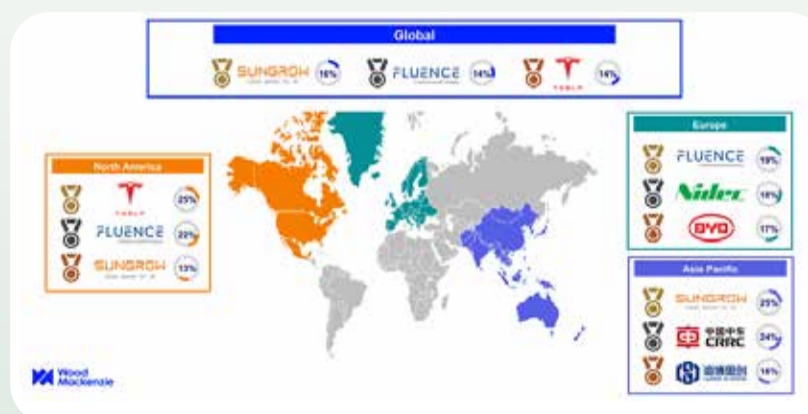 Global
SUNGROW 16%
FLUENCE 14%
TESLA 14%
North America
TESLA 25%
FLUENCE 22%
SUNGROW 13%
Europe
FLUENCE 19%
Nidec 18%
BYD 17%
Asia Pacific
SUNGROW 25%
中国中车
CRRC 24%
16%
Wood
Mackenzie